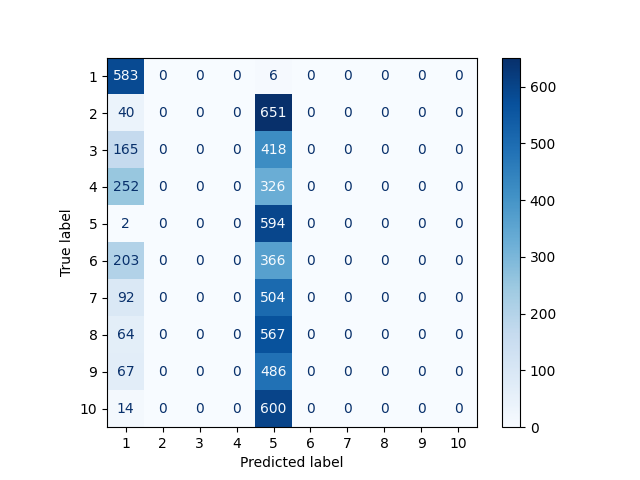 1 583 0 0 0 6 0 0 0 0 0
2 40 0 0 0 651 0 0 0 0 0
3 165 0 0 0 418 0 0 0 0 0
4 252 0 0 0 326 0 0 0 0 0
5 2 0 0 0 594 0 0 0 0 0
6 203 0 0 0 366 0 0 0 0 0
7 92 0 0 0 504 0 0 0 0 0
8 64 0 0 0 567 0 0 0 0 0
9 67 0 0 0 486 0 0 0 0 0
10 14 0 0 0 600 0 0 0 0 0
1 2 3 4 5 6 7 8 9 10
Predicted label
True label
600
500
400
300
200
100
0